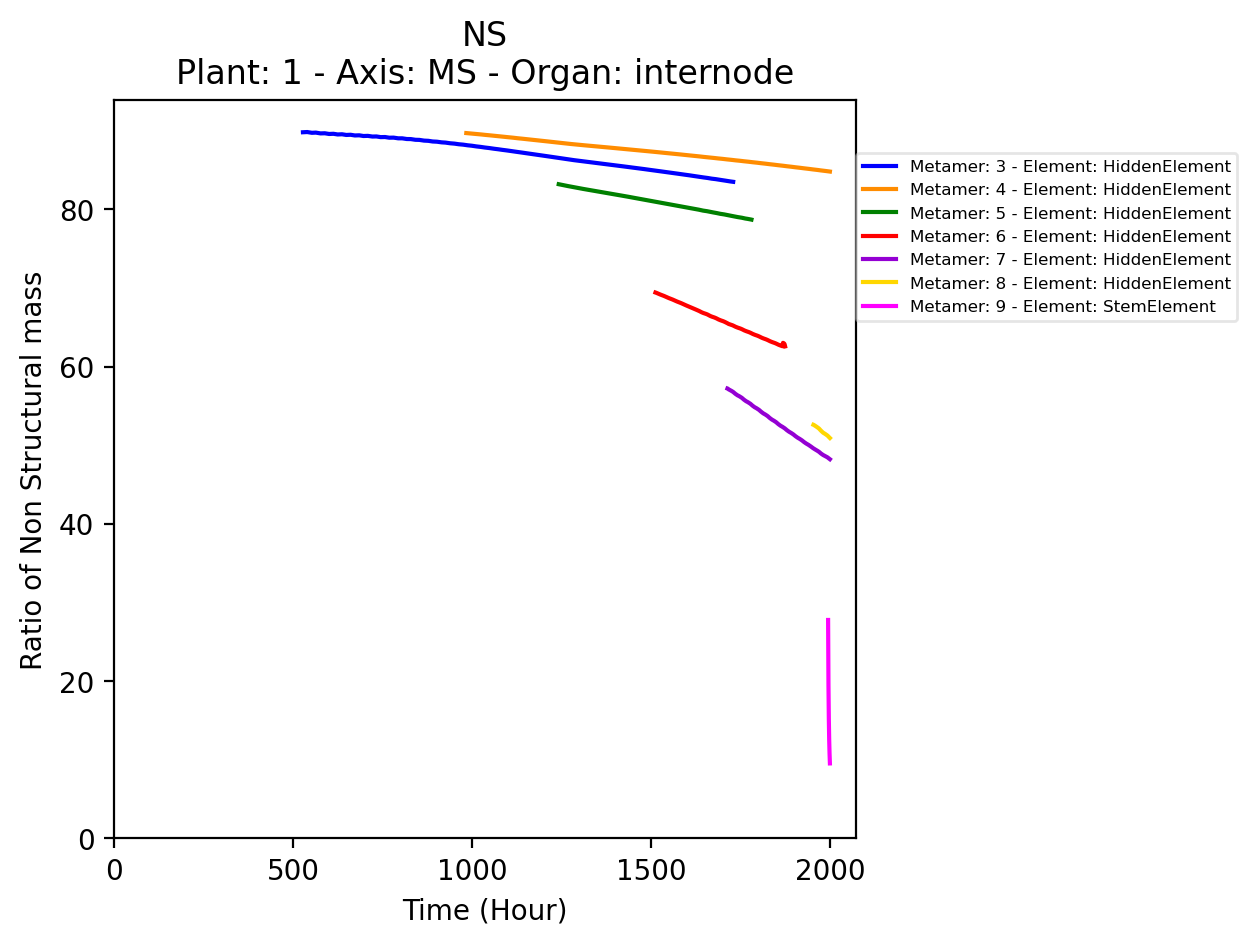 NS
Plant: 1 - Axis: MS - Organ: internode
Ratio of Non Structural mass
80
60
40
20
0
0 500 1000 1500 2000
Time (Hour)
Metamer: 3 - Element: HiddenElement
Metamer: 4 - Element: HiddenElement
Metamer: 5 - Element: HiddenElement
Metamer: 6 - Element: HiddenElement
Metamer: 7 - Element: HiddenElement
Metamer: 8 - Element: HiddenElement
Metamer: 9 - Element: StemElement